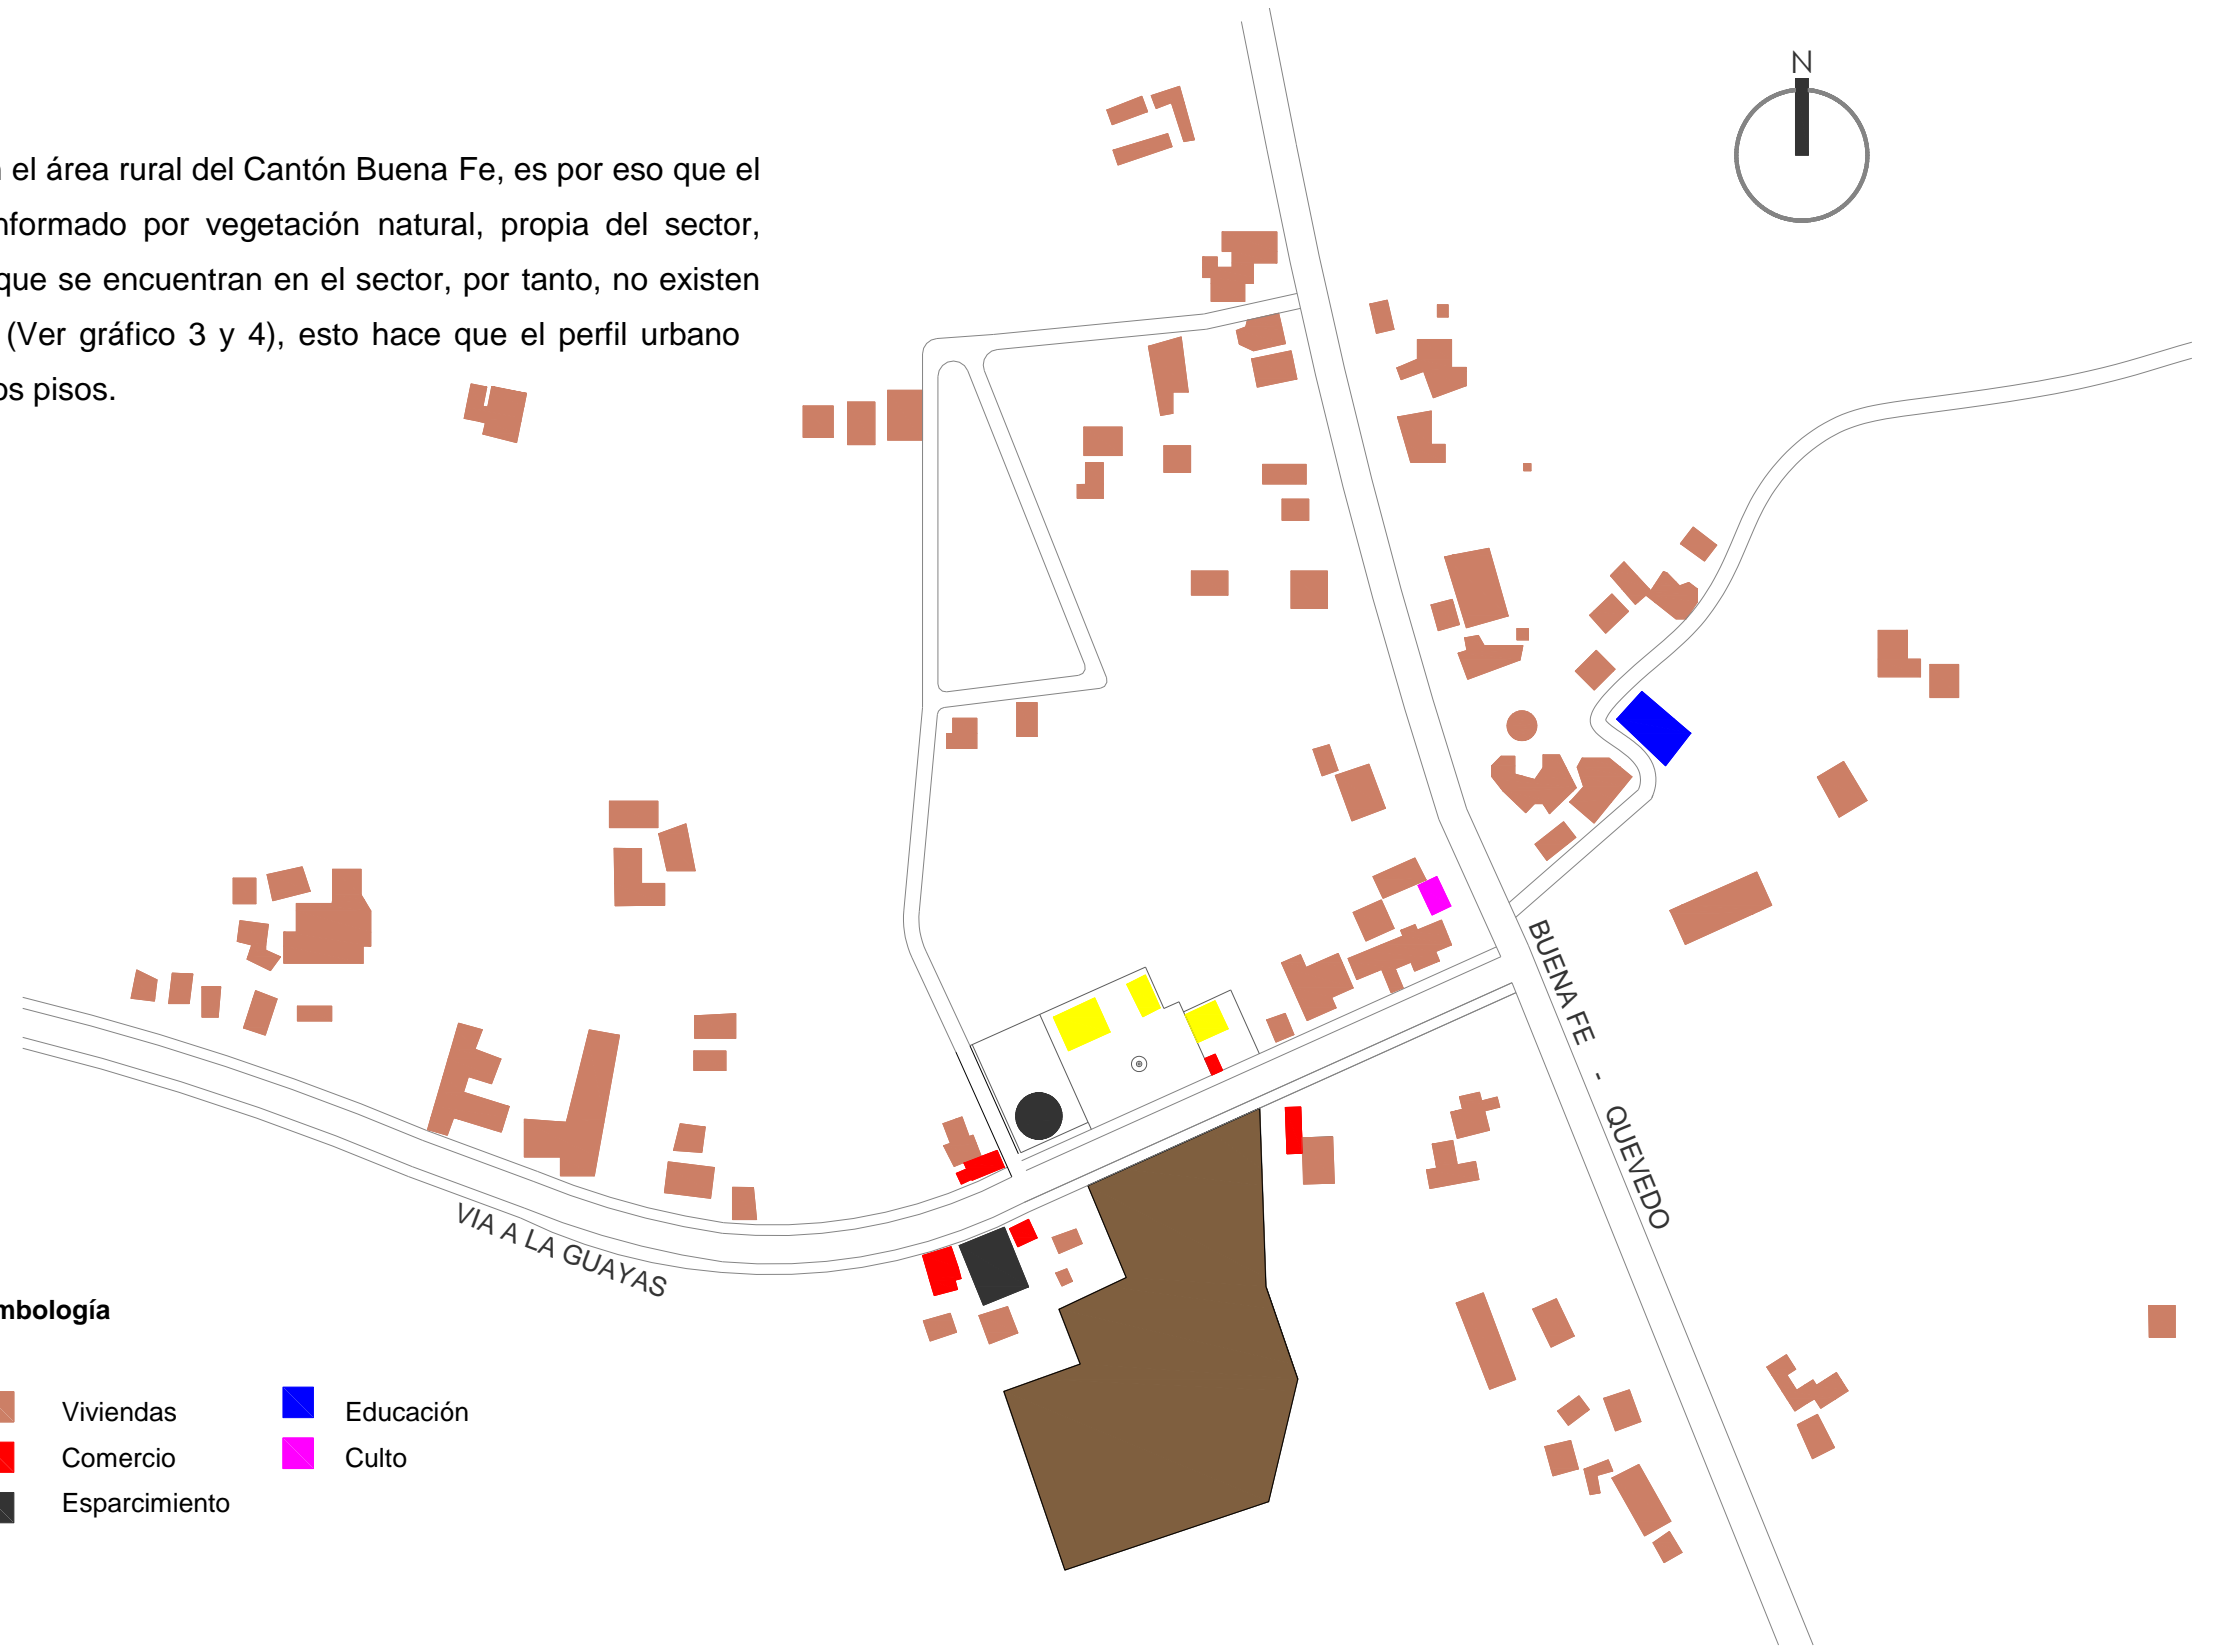 el área rural del Cantón Buena Fe, es por eso que el
nformado por vegetación natural, propia del sector,
que se encuentran en el sector, por tanto, no existen
(Ver gráfico 3 y 4), esto hace que el perfil urbano
os pisos.
N
BUENA FE - QUEVEDO
VIA A LA GUAYAS
mbología
Viviendas
Comercio
Esparcimiento
Educación
Culto